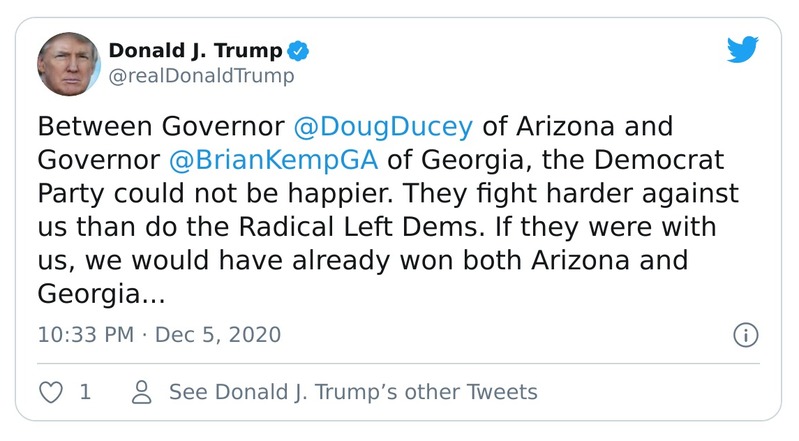 Donald J. Trump
@realDonaldTrump
Between Governor @DougDucey of Arizona and
Governor @BrianKempGA of Georgia, the Democrat
Party could not be happier. They fight harder against
us than do the Radical Left Dems. If they were with
us, we would have already won both Arizona and
Georgia...
10:33 PM · Dec 5, 2020
1
See Donald J. Trump’s other Tweets